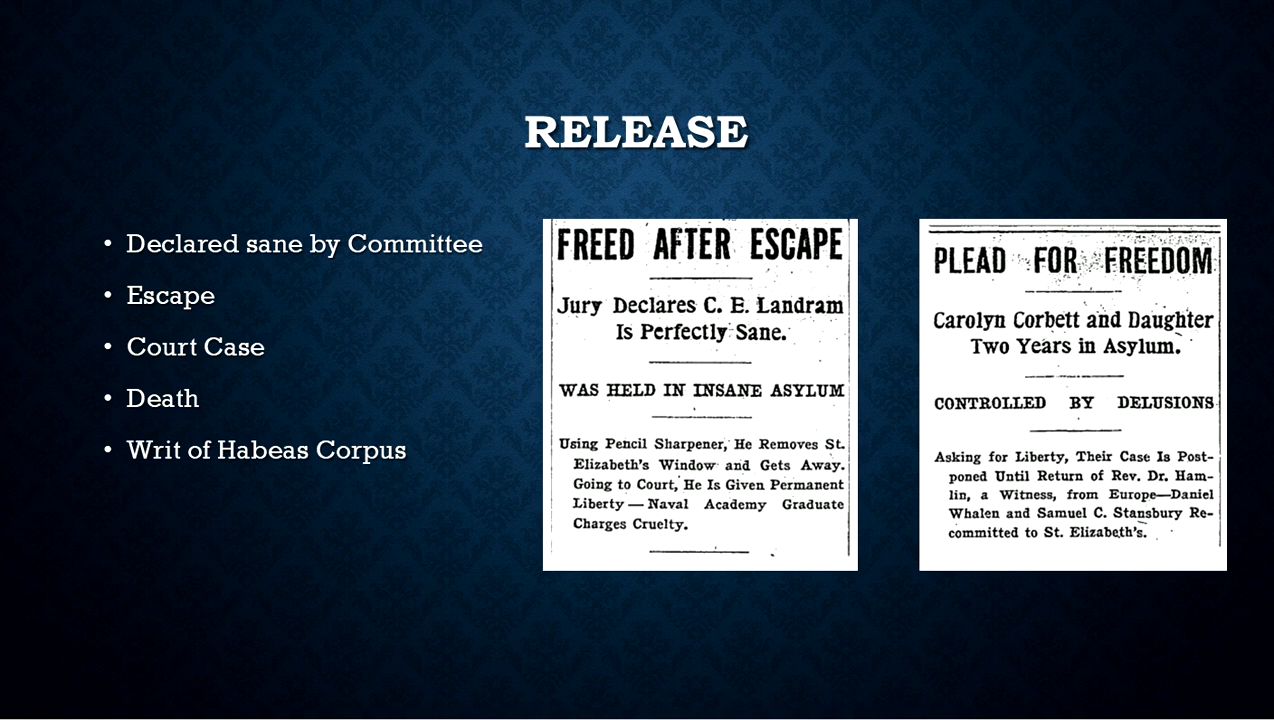 RELEASE
• Declared sane by Committee
• Escape
• Court Case
• Death
• Writ of Habeas Corpus
FREED AFTER ESCAPE
Jury Declares C. E. Landram
Is Perfectly Sane.
WAS HELD IN INSANE ASYLUM
Using Pencil Sharpener, He Removes St.
Elizabeth's Window and Gets Away.
Going to Court, He Is Given Permanent
Liberty — Naval Academy Graduate
Charges Cruelty.
PLEAD FOR FREEDOM
Carolyn Corbett and Daughter
Two Years in Asylum.
CONTROLLED BY DELUSIONS
Asking for Liberty, Their Case Is Post-
poned Until Return of Rev. Dr. Ham-
lin, a Witness, from Europe—Daniel
Whalen and Samuel C. Stansbury Re-
committed to St. Elizabeth's.